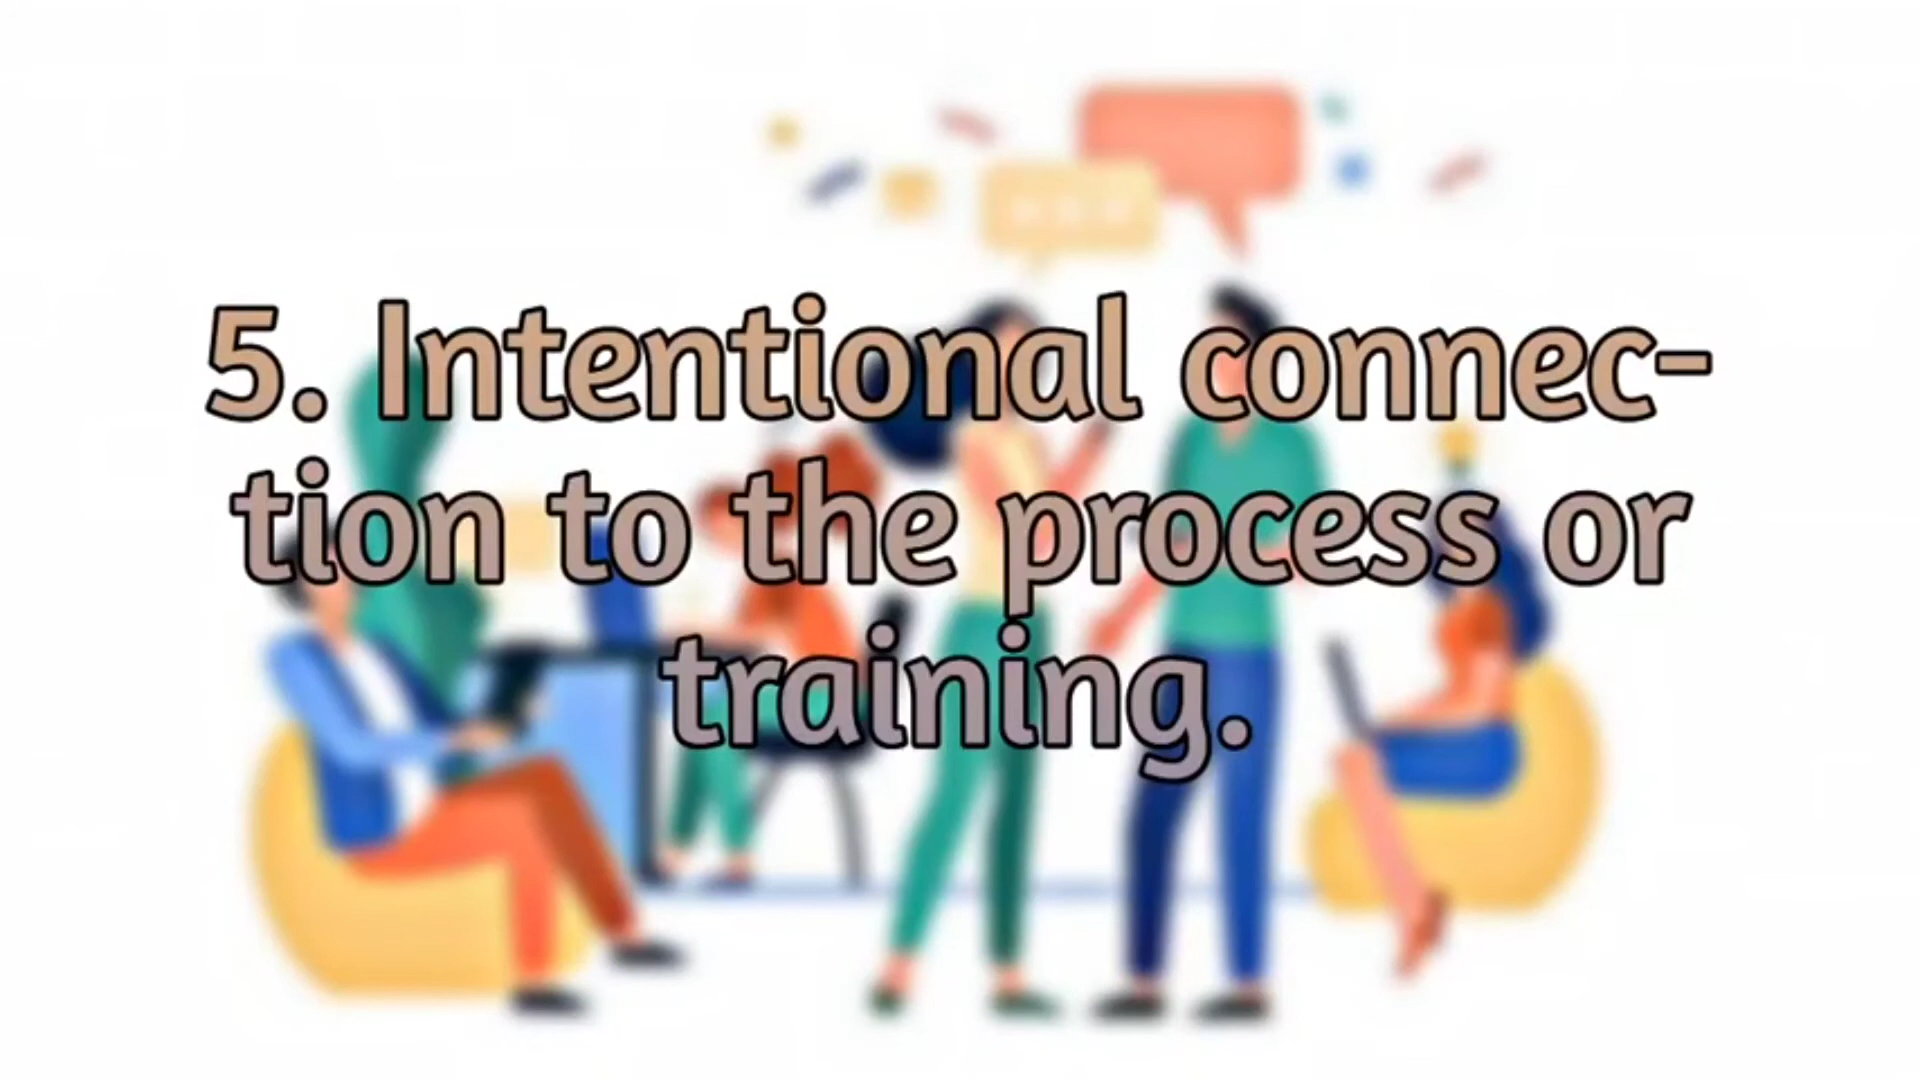 5. Intentional connec-
tion to the process or
training.